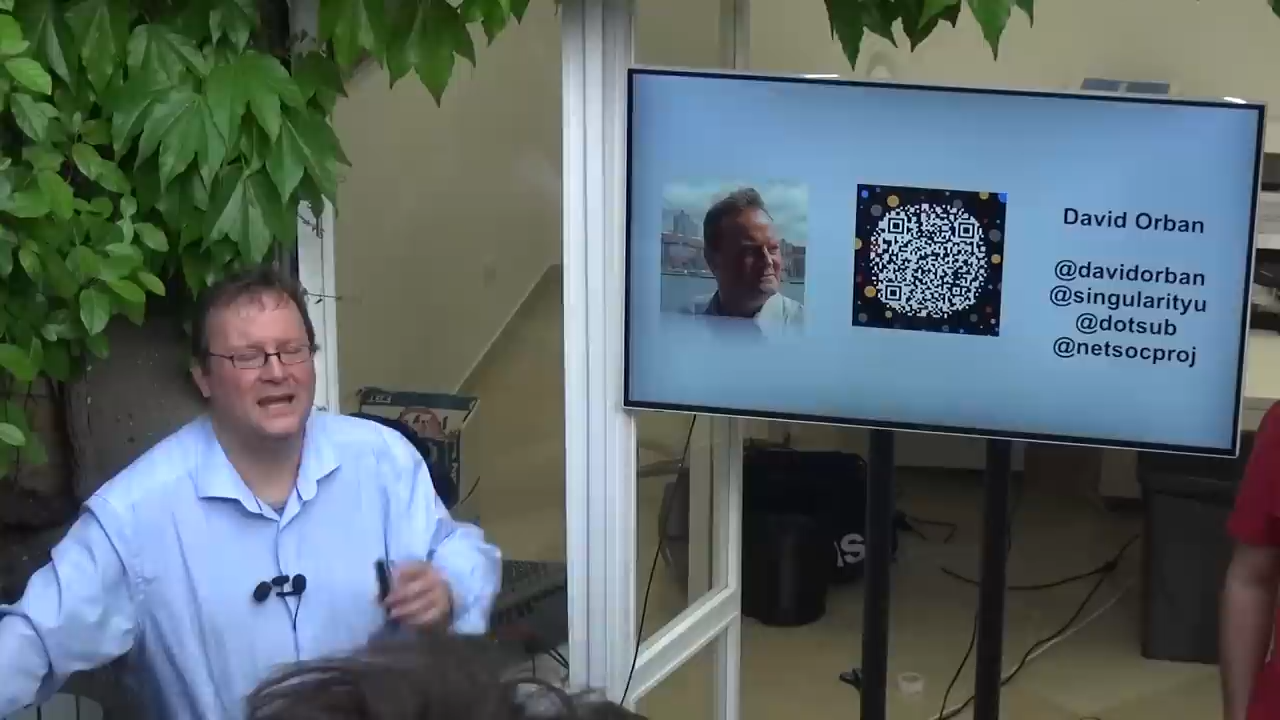 David Orban
@davidorban
@singularityu
@dotsub
@netsocproj